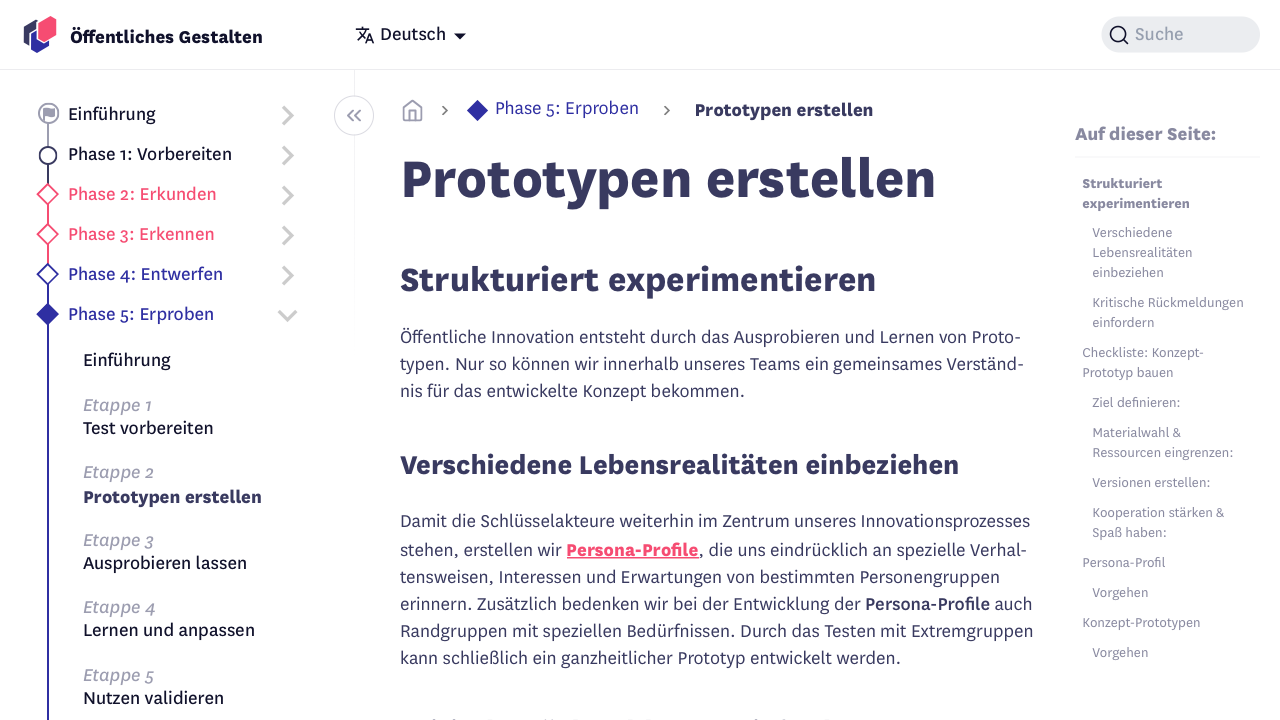 Öffentliches Gestalten
Deutsch
Suche
Einführung
Phase 1: Vorbereiten
Phase 2: Erkunden
Phase 3: Erkennen
Phase 4: Entwerfen
Phase 5: Erproben
Einführung
Etappe 1
Test vorbereiten
Etappe 2
Prototypen erstellen
Etappe 3
Ausprobieren lassen
Etappe 4
Lernen und anpassen
Etappe 5
Nutzen validieren
Phase 5: Erproben
Prototypen erstellen
Prototypen erstellen
Strukturiert experimentieren
Öffentliche Innovation entsteht durch das Ausprobieren und Lernen von Proto-
typen. Nur so können wir innerhalb unseres Teams ein gemeinsames Verständ-
nis für das entwickelte Konzept bekommen.
Verschiedene Lebensrealitäten einbeziehen
Damit die Schlüsselakteure weiterhin im Zentrum unseres Innovationsprozesses
stehen, erstellen wir Persona-Profile, die uns eindrücklich an spezielle Verhal-
tensweisen, Interessen und Erwartungen von bestimmten Personengruppen
erinnern. Zusätzlich bedenken wir bei der Entwicklung der Persona-Profile auch
Randgruppen mit speziellen Bedürfnissen. Durch das Testen mit Extremgruppen
kann schließlich ein ganzheitlicher Prototyp entwickelt werden.
Auf dieser Seite:
Strukturiert
experimentieren
Verschiedene
Lebensrealitäten
einbeziehen
Kritische Rückmeldungen
einfordern
Checkliste: Konzept-
Prototyp bauen
Ziel definieren:
Materialwahl &
Ressourcen eingrenzen:
Versionen erstellen:
Kooperation stärken &
Spaß haben:
Persona-Profil
Vorgehen
Konzept-Prototypen
Vorgehen